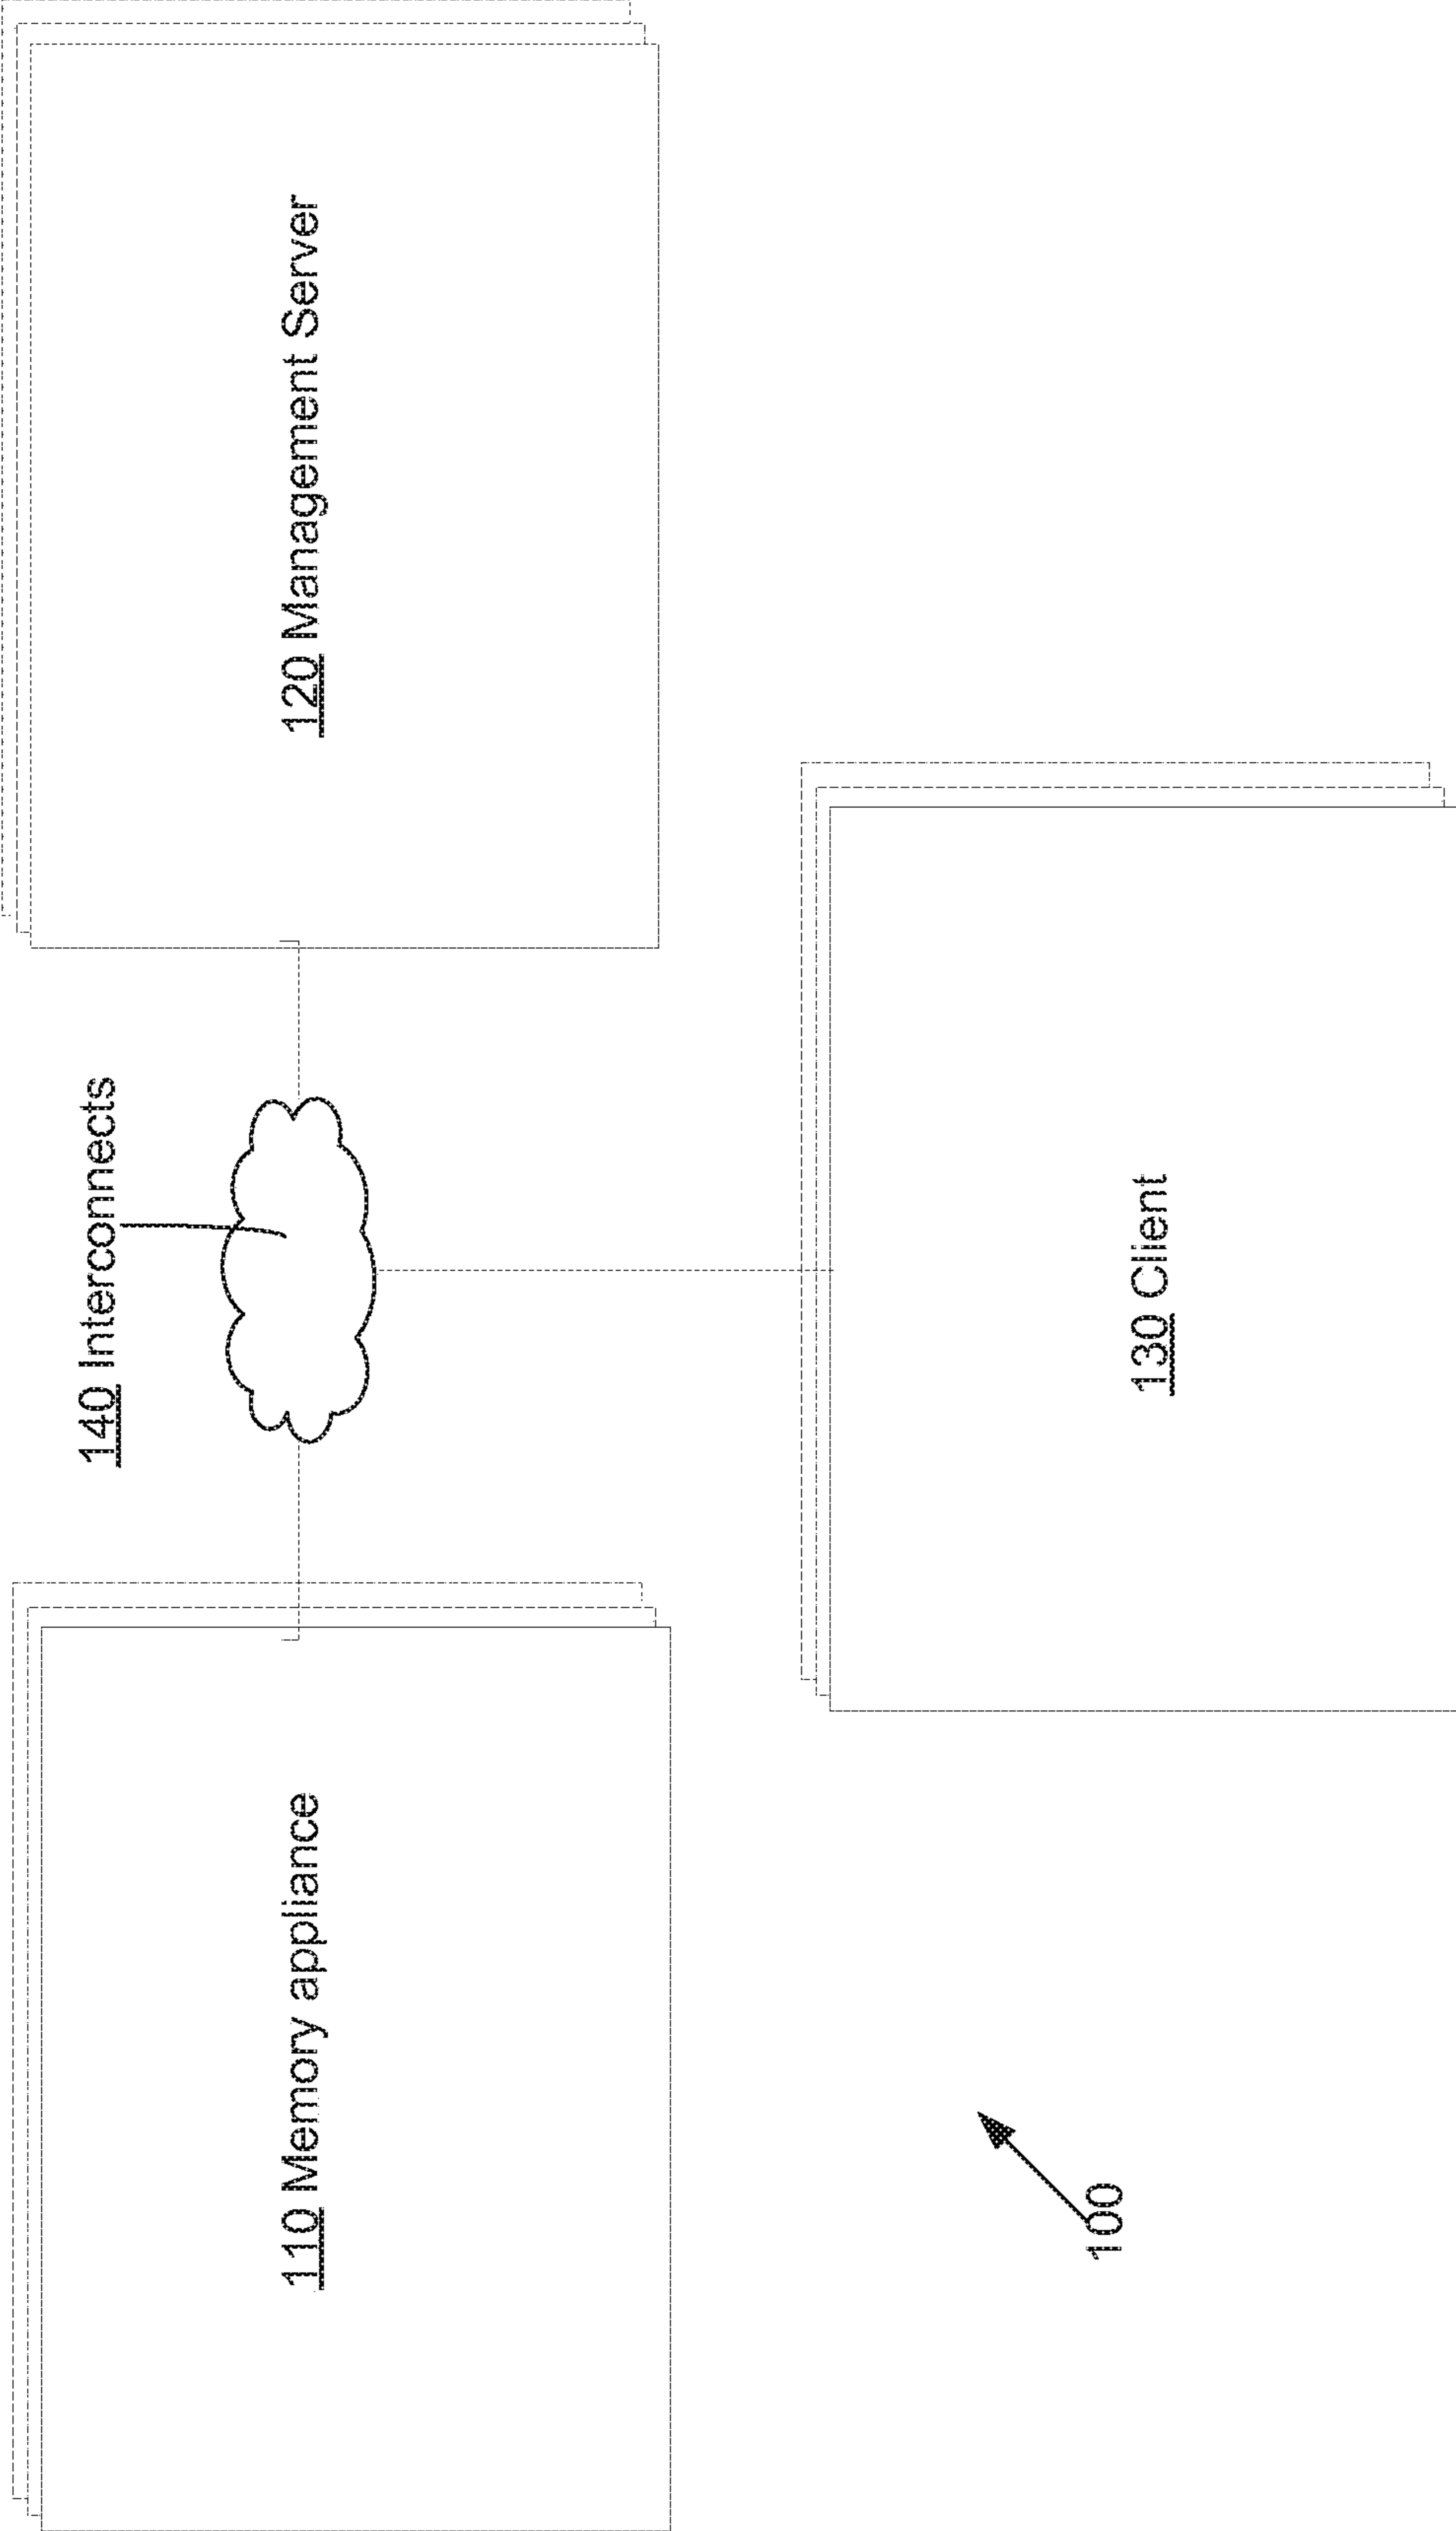 140 Interconnects
110 Memory appliance
120 Management Server
130 Client
100